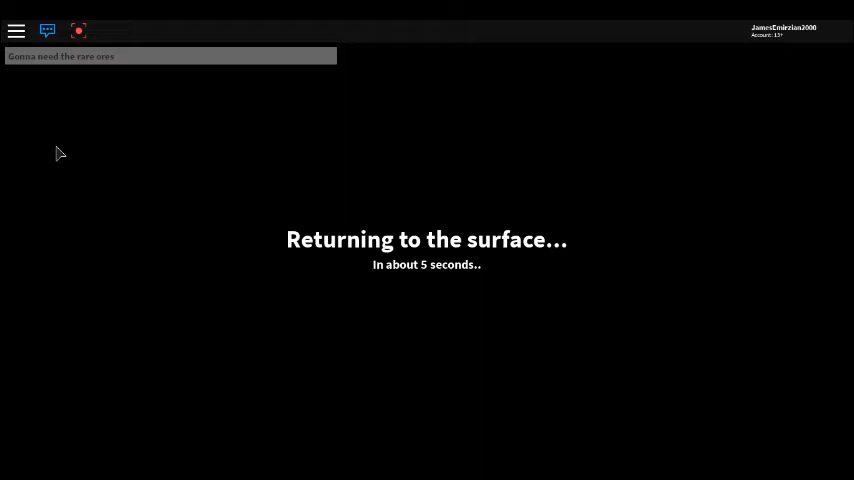 JamesEmirzian2000
Account: 13+
Gonna need the rare ores
Returning to the surface...
In about 5 seconds..